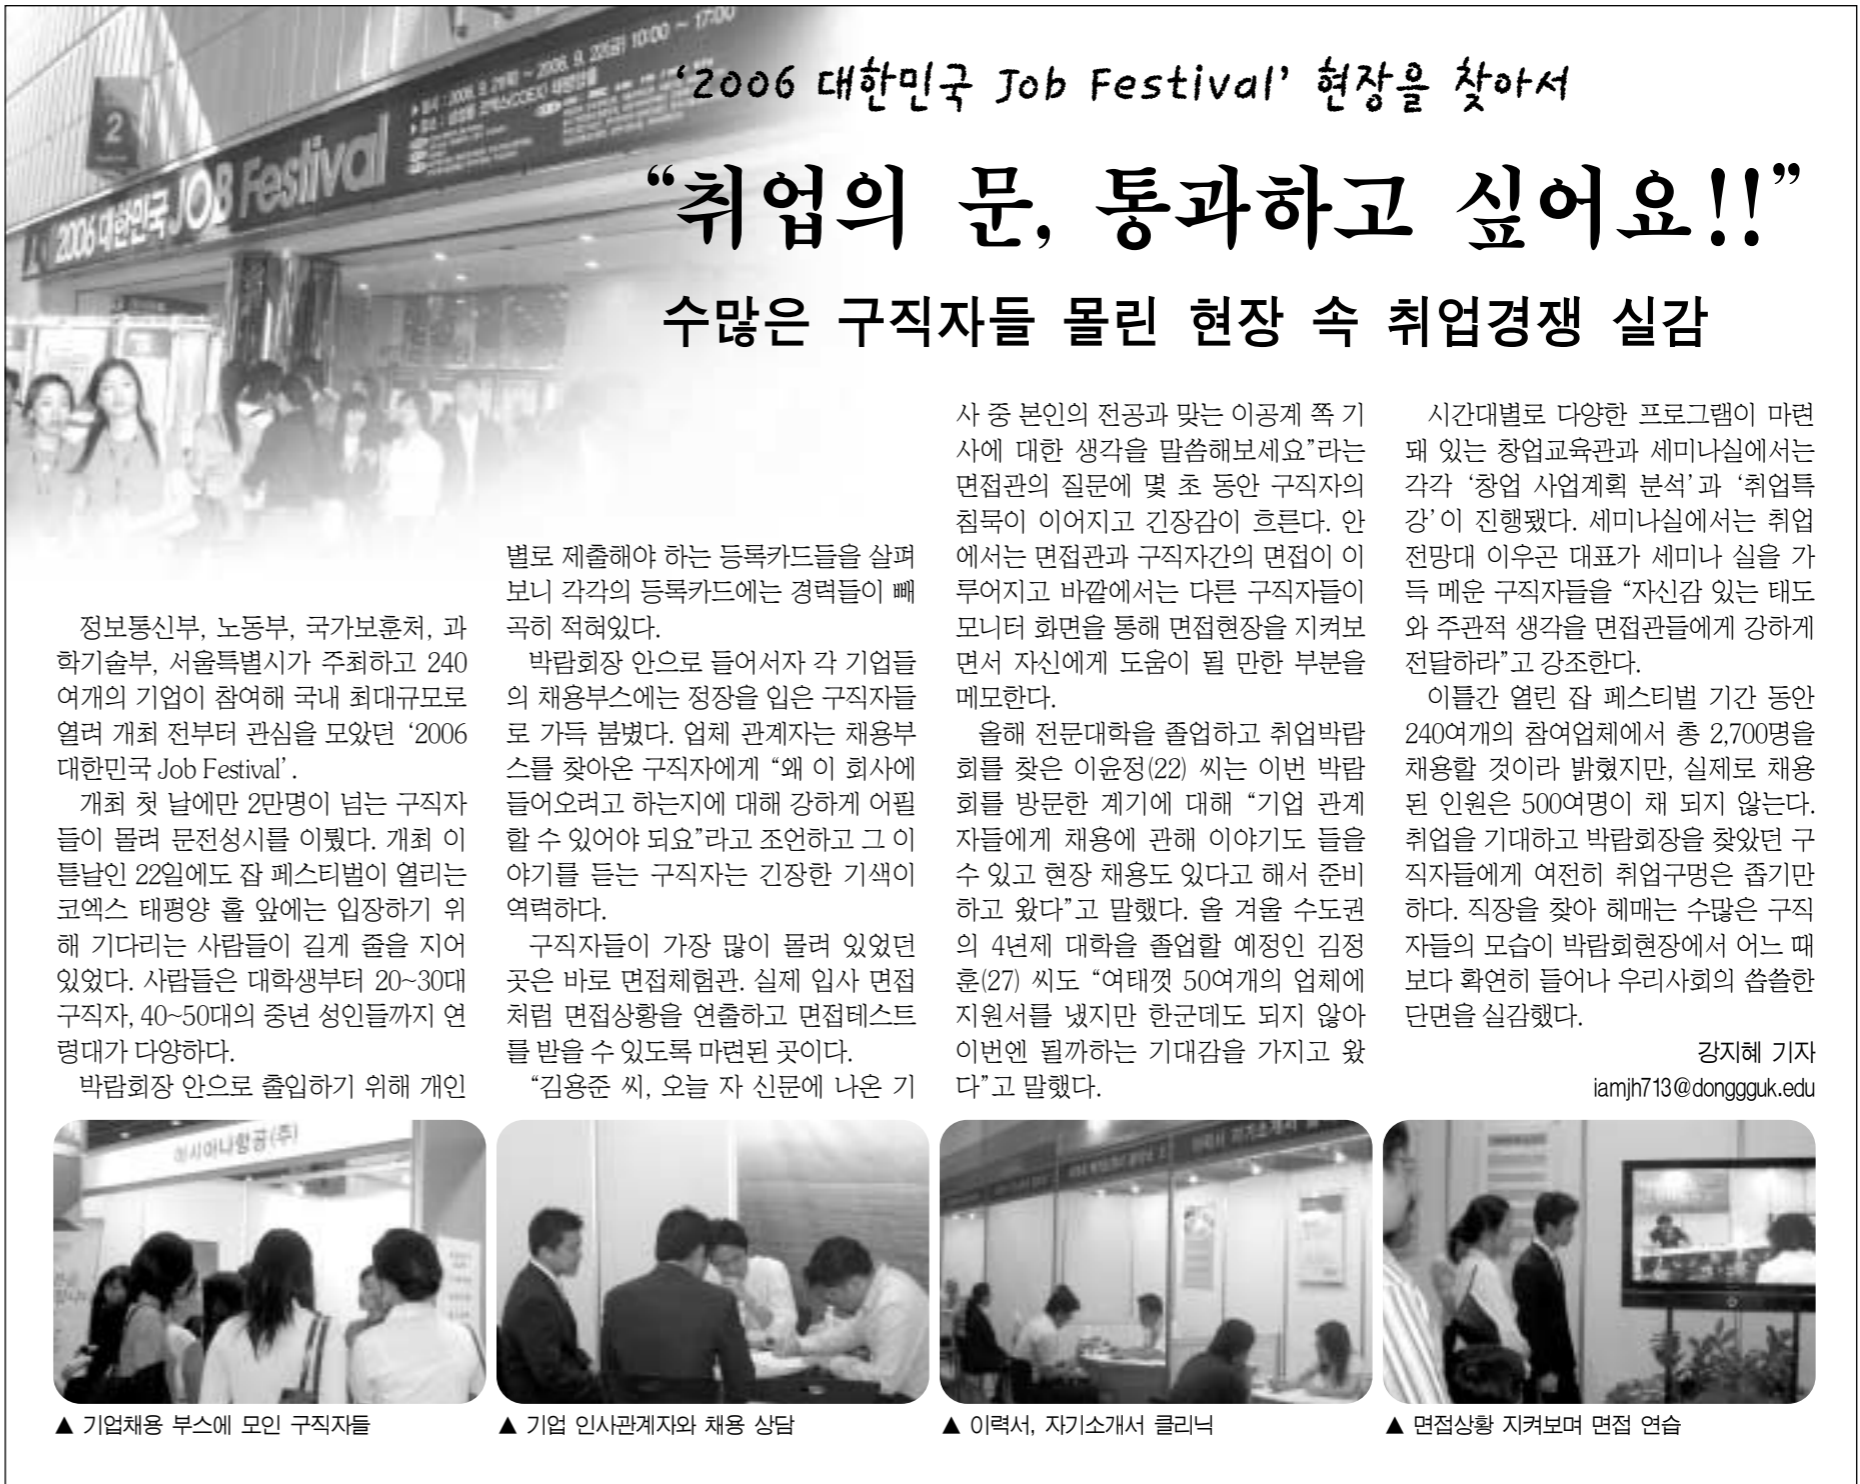 2
2006 대한민국 JOB Festival
‘2006 대한민국 Job Festival’ 현장을 찾아서
“취업의 문, 통과하고 싶어요!!”
수많은 구직자들 몰린 현장 속 취업경쟁 실감
정보통신부, 노동부, 국가보훈처, 과
학기술부, 서울특별시가 주최하고 240
여개의 기업이 참여해 국내 최대규모로
열려 개최 전부터 관심을 모았던 ‘2006
대한민국 Job Festival’.
개최 첫 날에만 2만명이 넘는 구직자
들이 몰려 문전성시를 이뤘다. 개최 이
틀날인 22일에도 잡 페스티벌이 열리는
코엑스 태평양 홀 앞에는 입장하기 위
해 기다리는 사람들이 길게 줄을 지어
있었다. 사람들은 대학생부터 20~30대
구직자, 40~50대의 중년 성인들까지 연
령대가 다양하다.
박람회장 안으로 출입하기 위해 개인
별로 제출해야 하는 등록카드들을 살펴
보니 각각의 등록카드에는 경력들이 빼
곡히 적혀있다.
박람회장 안으로 들어서자 각 기업들
의 채용부스에는 정장을 입은 구직자들
로 가득 붐볐다. 업체 관계자는 채용부
스를 찾아온 구직자에게 “왜 이 회사에
들어오려고 하는지에 대해 강하게 어필
할 수 있어야 되요”라고 조언하고 그 이
야기를 듣는 구직자는 긴장한 기색이
역력하다.
구직자들이 가장 많이 몰려 있었던
곳은 바로 면접체험관. 실제 입사 면접
처럼 면접상황을 연출하고 면접테스트
를 받을 수 있도록 마련된 곳이다.
“김용준 씨, 오늘 자 신문에 나온 기
사 중 본인의 전공과 맞는 이공계 쪽 기
사에 대한 생각을 말씀해보세요”라는
면접관의 질문에 몇 초 동안 구직자의
침묵이 이어지고 긴장감이 흐른다. 안
에서는 면접관과 구직자간의 면접이 이
루어지고 바깥에서는 다른 구직자들이
모니터 화면을 통해 면접현장을 지켜보
면서 자신에게 도움이 될 만한 부분을
메모한다.
올해 전문대학을 졸업하고 취업박람
회를 찾은 이윤정(22) 씨는 이번 박람
회를 방문한 계기에 대해 “기업 관계
자들에게 채용에 관해 이야기도 들을
수 있고 현장 채용도 있다고 해서 준비
하고 왔다”고 말했다. 올 겨울 수도권
의 4년제 대학을 졸업할 예정인 김정
훈(27) 씨도 “여태껏 50여개의 업체에
지원서를 냈지만 한군데도 되지 않아
이번엔 될까하는 기대감을 가지고 왔
다”고 말했다.
시간대별로 다양한 프로그램이 마련
돼 있는 창업교육관과 세미나실에서는
각각 ‘창업 사업계획 분석’과 ‘취업특
강’이 진행됐다. 세미나실에서는 취업
전망대 이우곤 대표가 세미나 실을 가
득 메운 구직자들을 “자신감 있는 태도
와 주관적 생각을 면접관들에게 강하게
전달하라”고 강조한다.
이틀간 열린 잡 페스티벌 기간 동안
240여개의 참여업체에서 총 2,700명을
채용할 것이라 밝혔지만, 실제로 채용
된 인원은 500여명이 채 되지 않는다.
취업을 기대하고 박람회장을 찾았던 구
직자들에게 여전히 취업구멍은 좁기만
하다. 직장을 찾아 헤매는 수많은 구직
자들의 모습이 박람회현장에서 어느 때
보다 확연히 들어나 우리사회의 씁쓸한
단면을 실감했다.
강지혜 기자
iamjh713@donggguk.edu
아시아나항공(주)
▲ 기업채용 부스에 모인 구직자들
▲ 기업 인사관계자와 채용 상담
▲ 이력서, 자기소개서 클리닉
▲ 면접상황 지켜보며 면접 연습